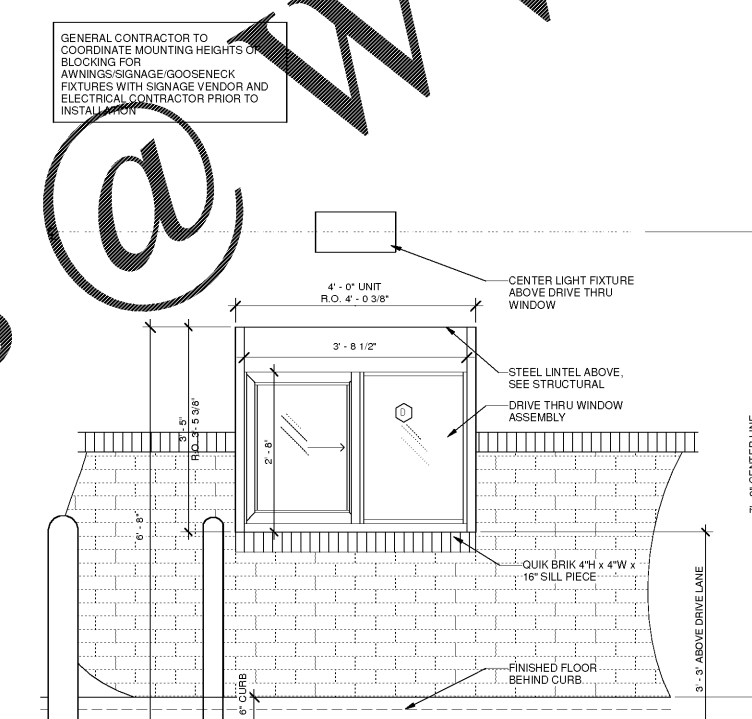 GENERAL CONTRACTOR TO
COORDINATE MOUNTING HEIGHTS OF
BLOCKING FOR
AWNINGS/SIGNAGE/GOOSENECK
FIXTURES WITH SIGNAGE VENDOR AND
ELECTRICAL CONTRACTOR PRIOR TO
INSTALLATION
@
W
CENTER LIGHT FIXTURE
ABOVE DRIVE THRU
WINDOW
4' - 0" UNIT
R.O. 4' - 0 3/8"
3' - 8 1/2"
STEEL LINTEL ABOVE,
SEE STRUCTURAL
DRIVE THRU WINDOW
ASSEMBLY
D
3' - 5"
R.O. 3'- 5 3/8"
2' - 8"
6' - 8"
QUIK BRIK 4"H x 4"W x
16" SILL PIECE
3' - 3' ABOVE DRIVE LANE
FINISHED FLOOR
BEHIND CURB
6" CURB